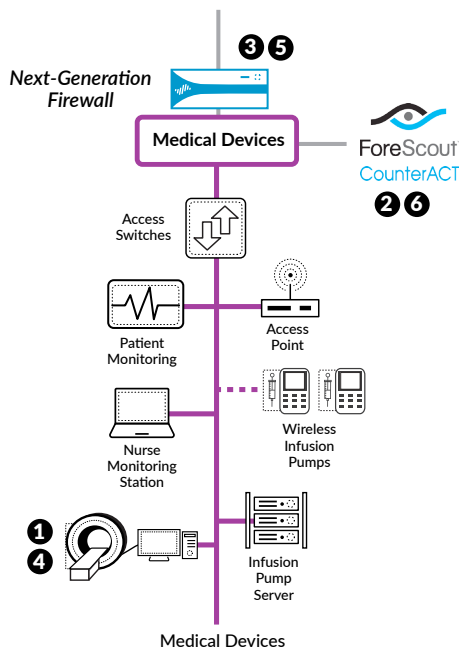 3 5
Next-Generation
Firewall
Medical Devices
ForeScout
CounterACT
2 6
Access
Switches
Patient
Monitoring
Access
Point
Nurse
Monitoring
Station
Wireless
Infusion
Pumps
1
4
Infusion
Pump
Server
Medical Devices